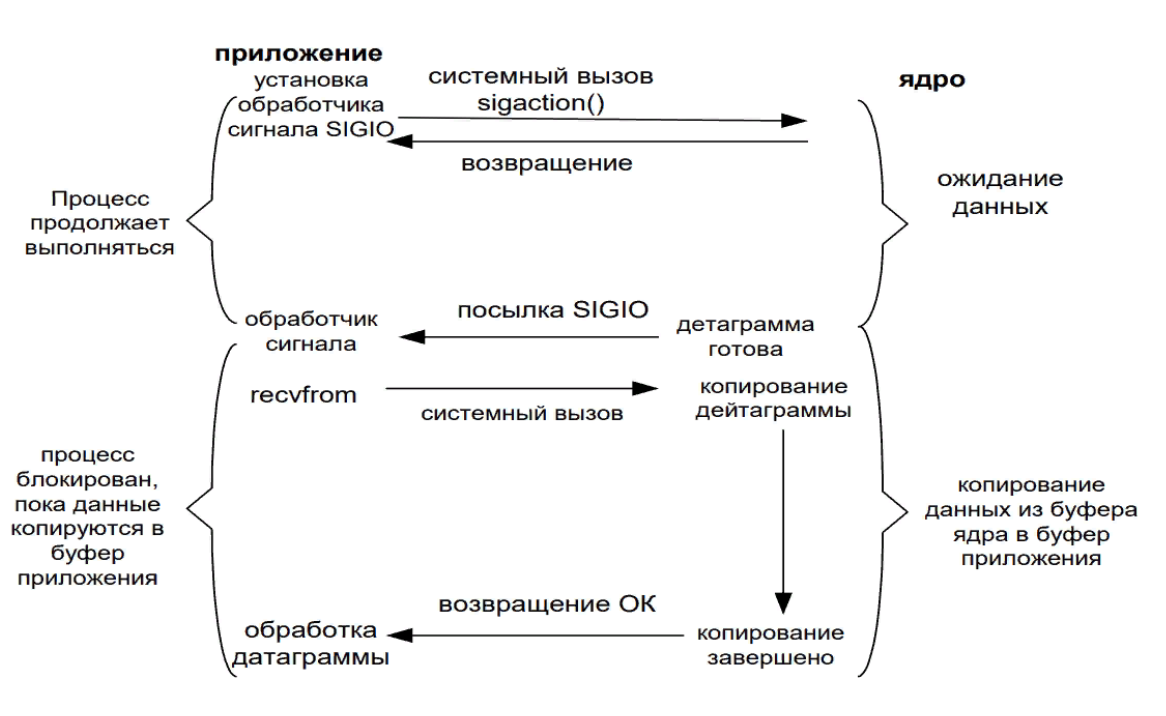 приложение
установка
обработчика
сигнала SIGIO
системный вызов
sigaction()
ядро
возвращение
Процесс
продолжает
выполняться
ожидание
данных
посылка SIGIO
обработчик
сигнала
детаграмма
готова
recvfrom
системный вызов
копирование
дейтаграммы
процесс
блокирован,
пока данные
копируются в
буфер
приложения
копирование
данных из буфера
ядра в буфер
приложения
возвращение ОК
обработка
датаграммы
копирование
завершено